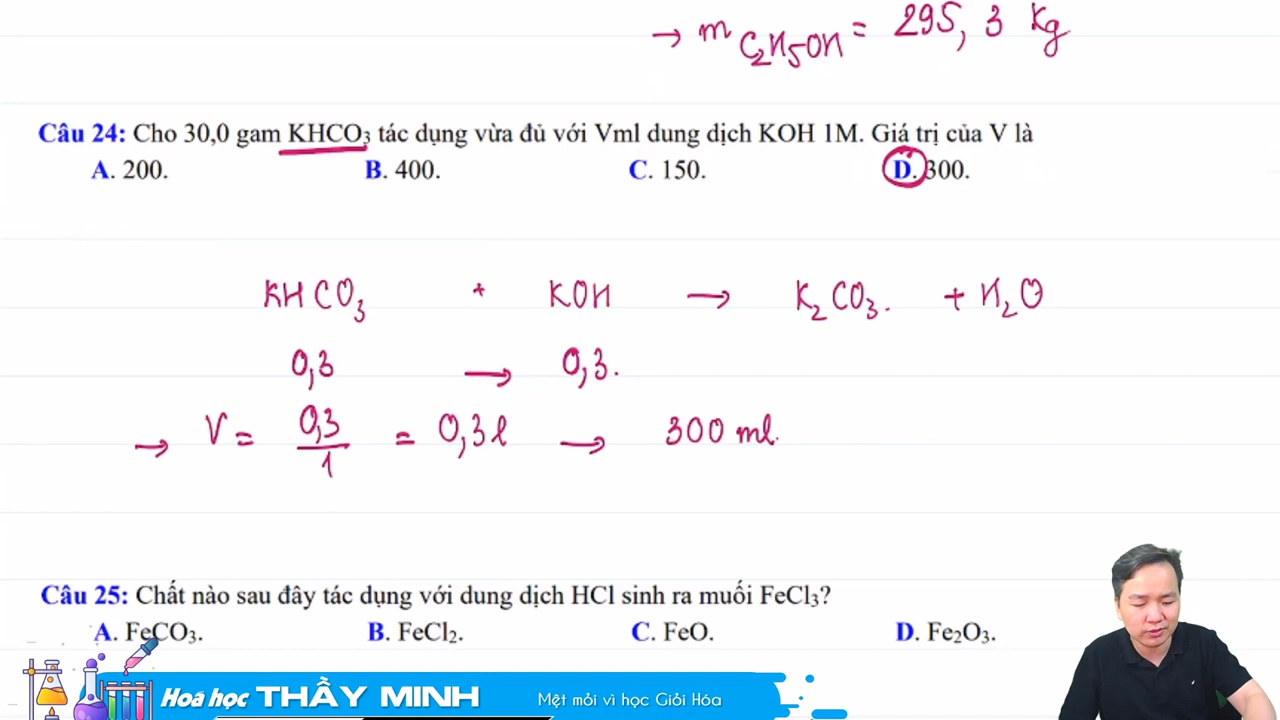 → m C₂H₅OH = 295,3 Kg
Câu 24: Cho 30,0 gam KHCO₃ tác dụng vừa đủ với Vml dung dịch KOH 1M. Giá trị của V là
A. 200. B. 400. C. 150. D. 300.
KHCO₃ + KOH → K₂CO₃. + H₂O
0,3 → 0,3.
→ V = 0,3/1 = 0,3l → 300 ml.
Câu 25: Chất nào sau đây tác dụng với dung dịch HCl sinh ra muối FeCl₃?
A. FeCO₃. B. FeCl₂. C. FeO. D. Fe₂O₃.
Hoá học THẦY MINH Mệt mỏi vì học Giỏi Hóa